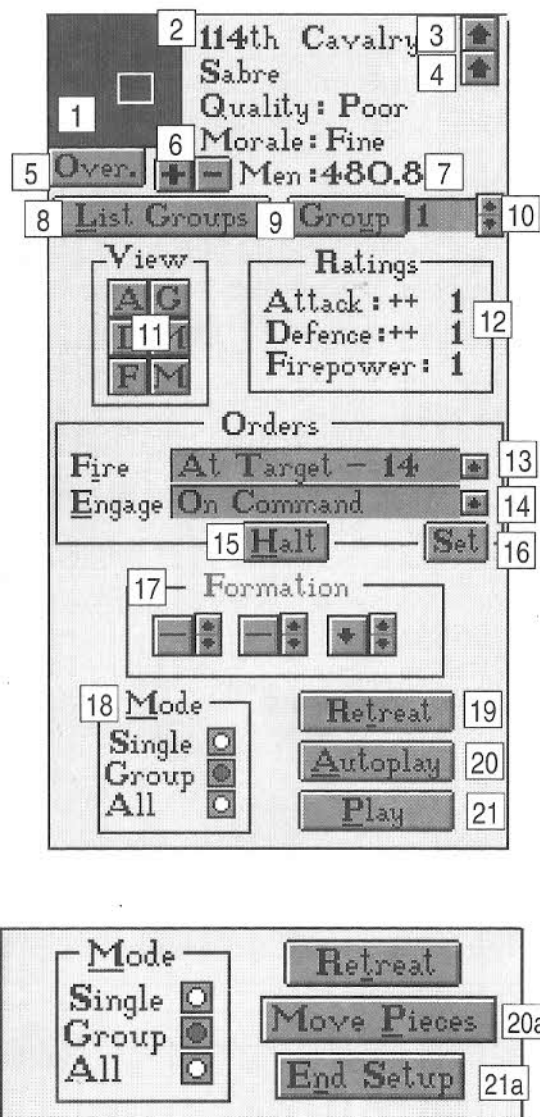 2 114th Cavalry 3
Sabre 4
1 Quality: Poor
6 Morale: Fine
5 Over. + - Men: 480.8 7
8 List Groups 9 Group 1 10
View Ratings
A G Attack: ++ 1
11 Defence: ++ 1 12
F M Firepower: 1
Orders
Fire At Target - 14 13
Engage On Command 14
15 Halt Set 16
17 Formation
18 Mode Retreat 19
Single
Group Autoplay 20
All Play 21
Mode Retreat
Single
Group Move Pieces 20a
All End Setup 21a